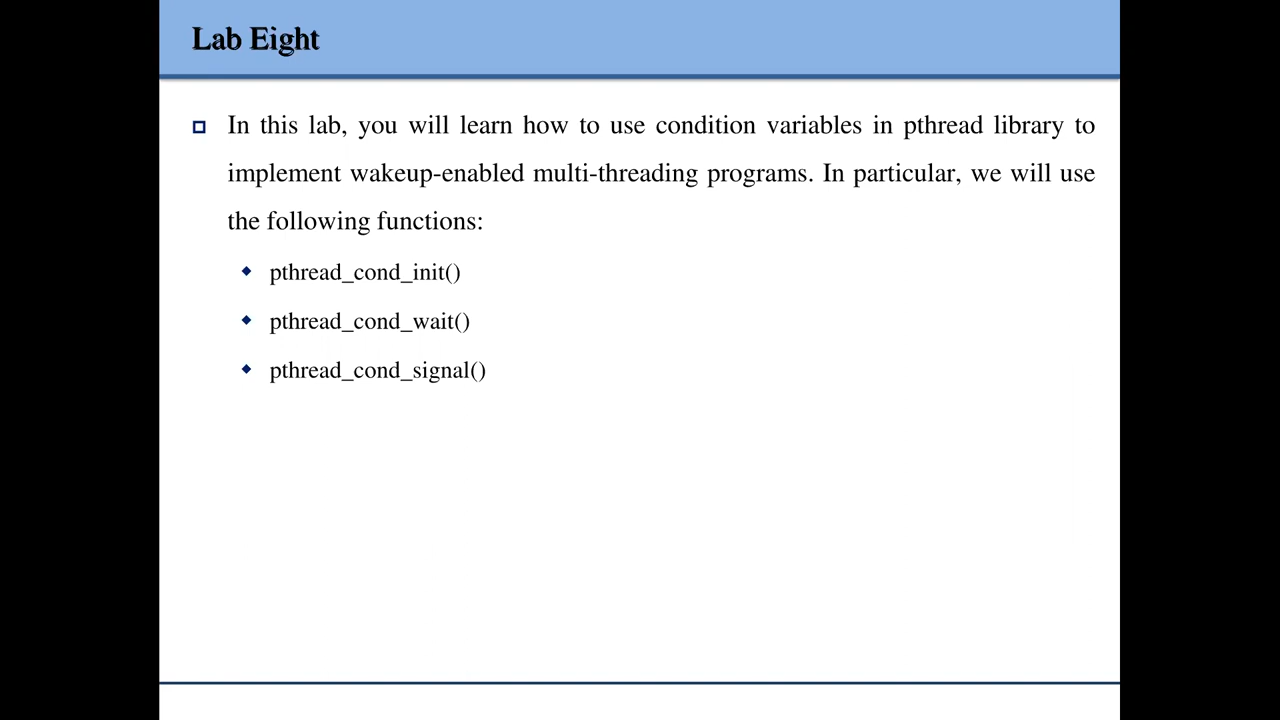 Lab Eight
In this lab, you will learn how to use condition variables in pthread library to
implement wakeup-enabled multi-threading programs. In particular, we will use
the following functions:
pthread_cond_init()
pthread_cond_wait()
pthread_cond_signal()